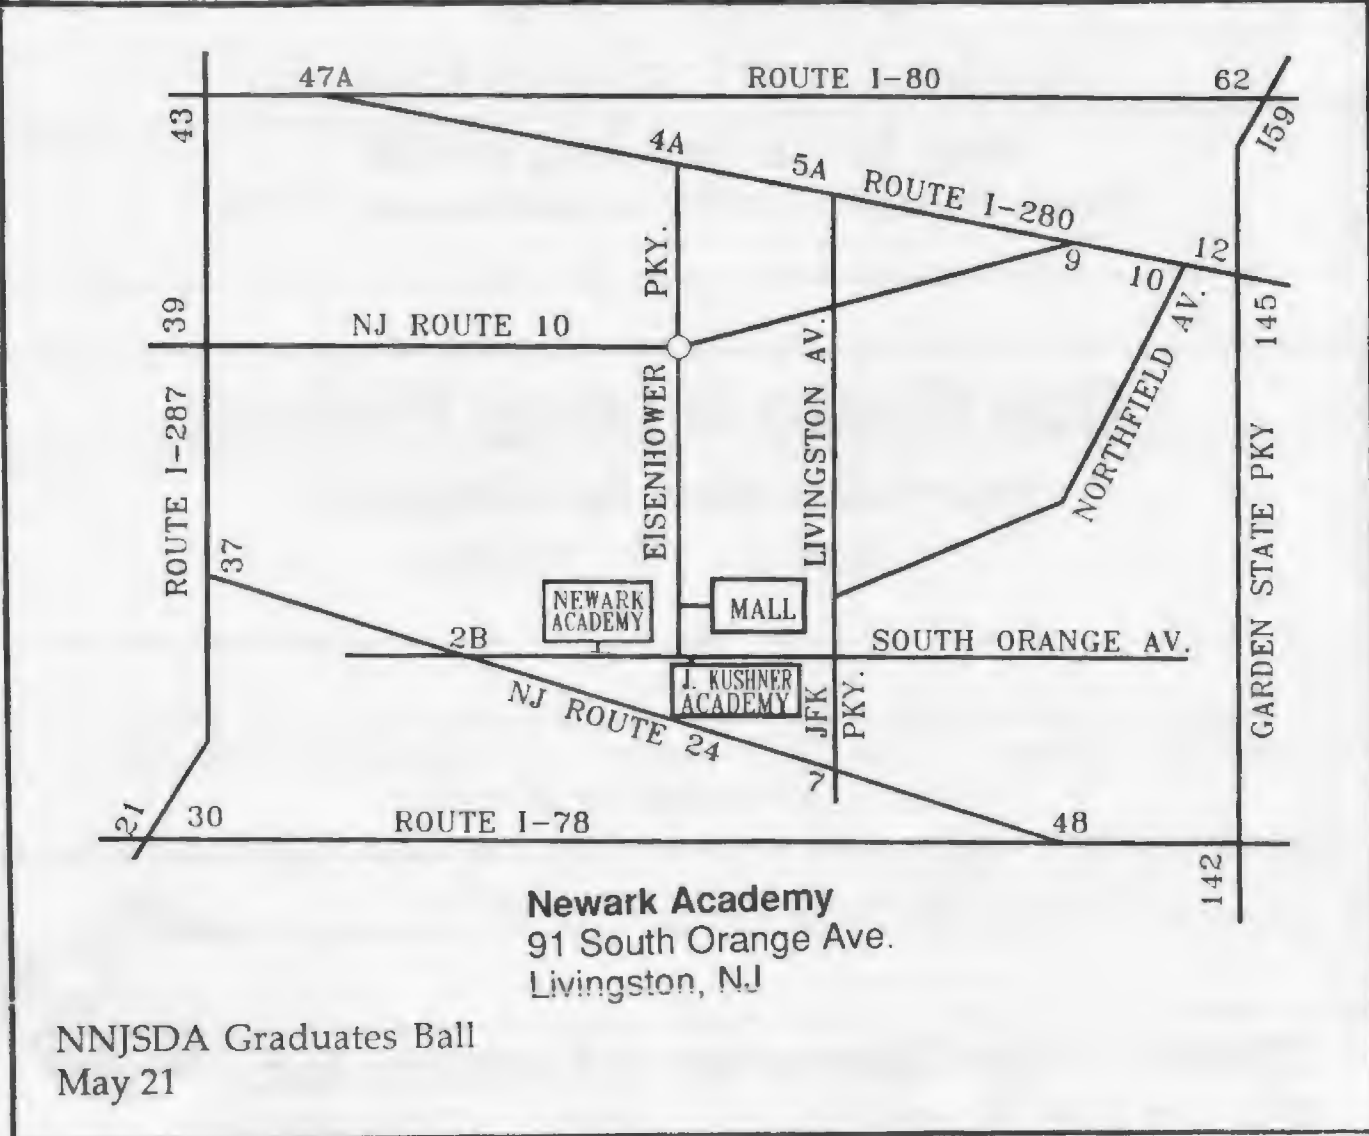 47A
ROUTE I-80
62
43
I59
4A
5A
ROUTE I-280
9
10
12
145
39
NJ ROUTE 10
EISENHOWER PKY.
LIVINGSTON AV.
NORTHFIELD AV.
GARDEN STATE PKY
ROUTE I-287
37
NEWARK
ACADEMY
MALL
2B
SOUTH ORANGE AV.
J. KUSHNER
ACADEMY
NJ ROUTE 24
JFK
PKY.
7
21
30
ROUTE I-78
48
142
Newark Academy
91 South Orange Ave.
Livingston, NJ
NNJSDA Graduates Ball
May 21